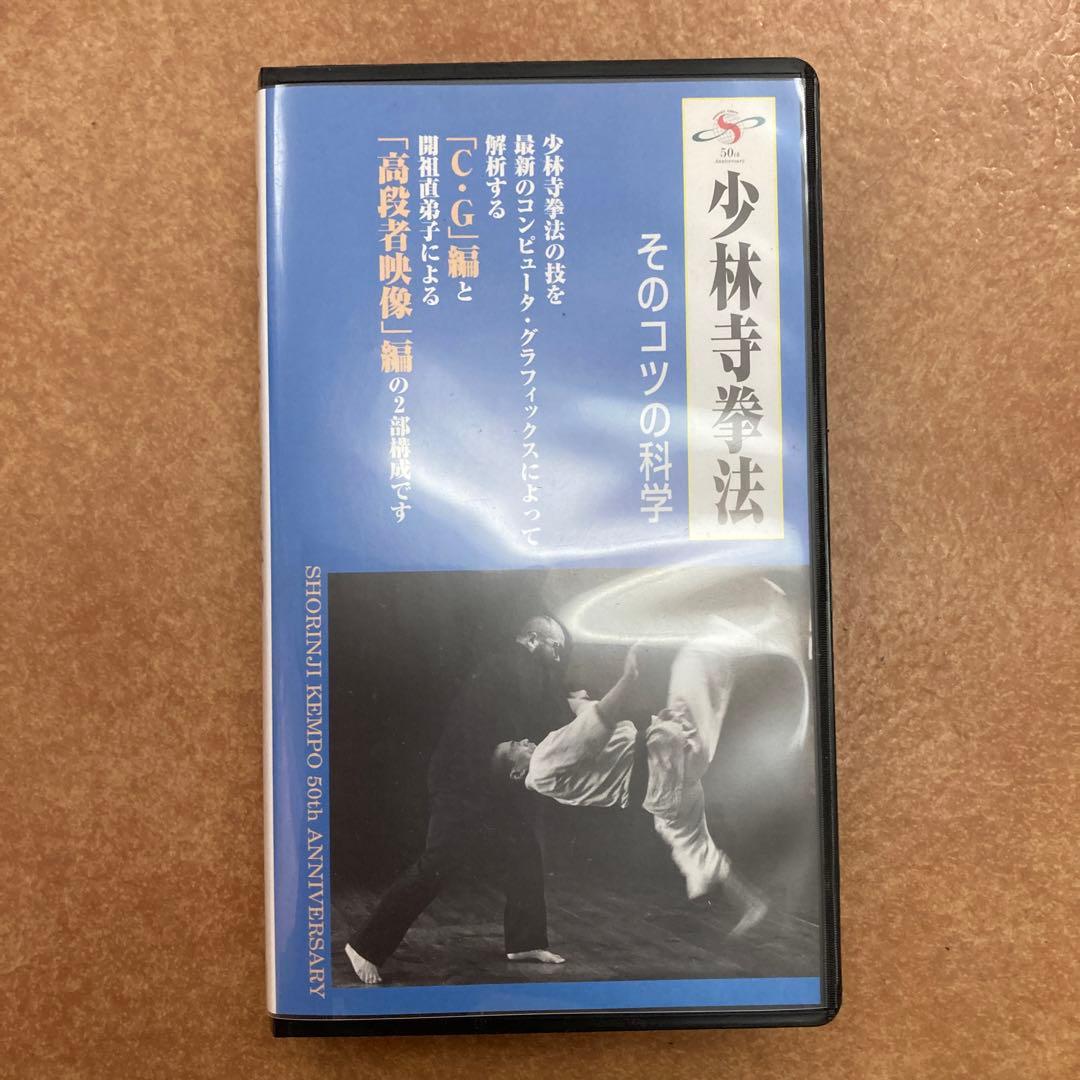 50th
Anniversary
少林寺拳法
そのコツの科学
少林寺拳法の技を
最新のコンピュータ・グラフィックスによって
解析する
「C・G」編と
開祖直弟子による
「高段者映像」編の2部構成です
SHORINJI KEMPO 50th ANNIVERSARY